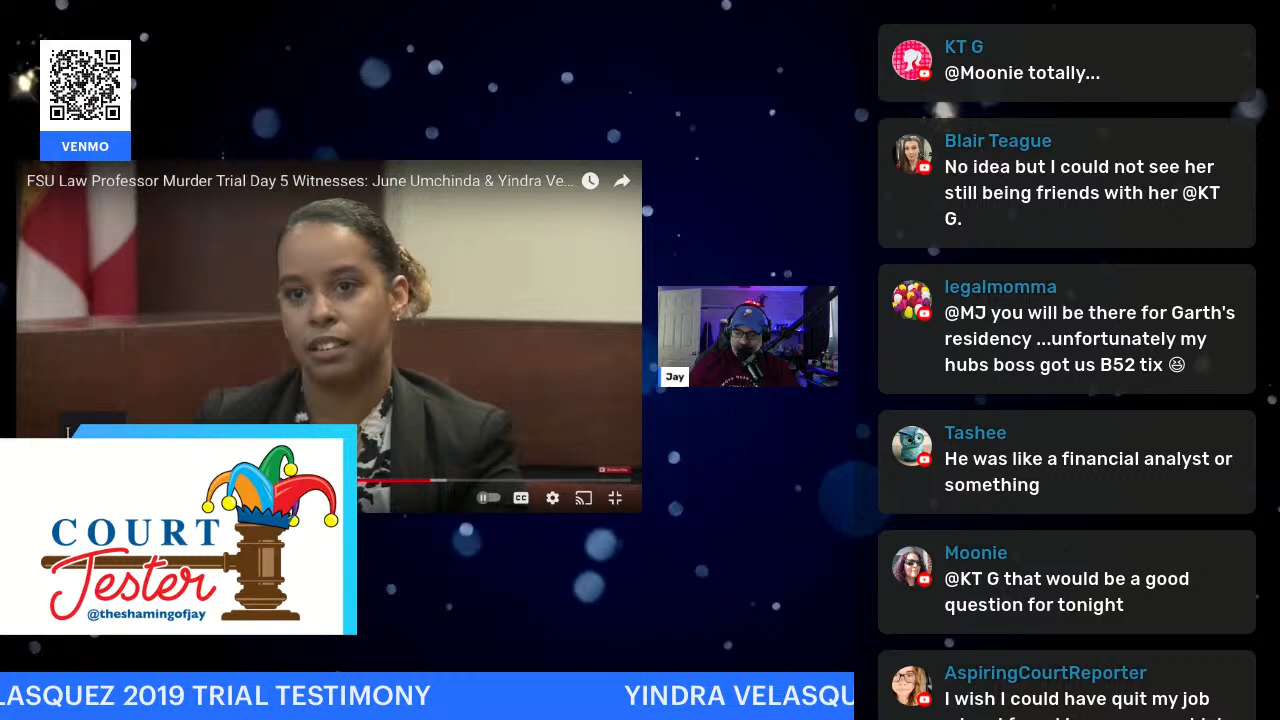 VENMO
FSU Law Professor Murder Trial Day 5 Witnesses: June Umchinda & Yindra Ve...
CC
Jay
COURT
Jester
@theshamingofjay
LASQUEZ 2019 TRIAL TESTIMONY
YINDRA VELASQU
KT G
@Moonie totally...
Blair Teague
No idea but I could not see her
still being friends with her @KT
G.
legalmomma
@MJ you will be there for Garth's
residency ...unfortunately my
hubs boss got us B52 tix 😆
Tashee
He was like a financial analyst or
something
Moonie
@KT G that would be a good
question for tonight
AspiringCourtReporter
I wish I could have quit my job